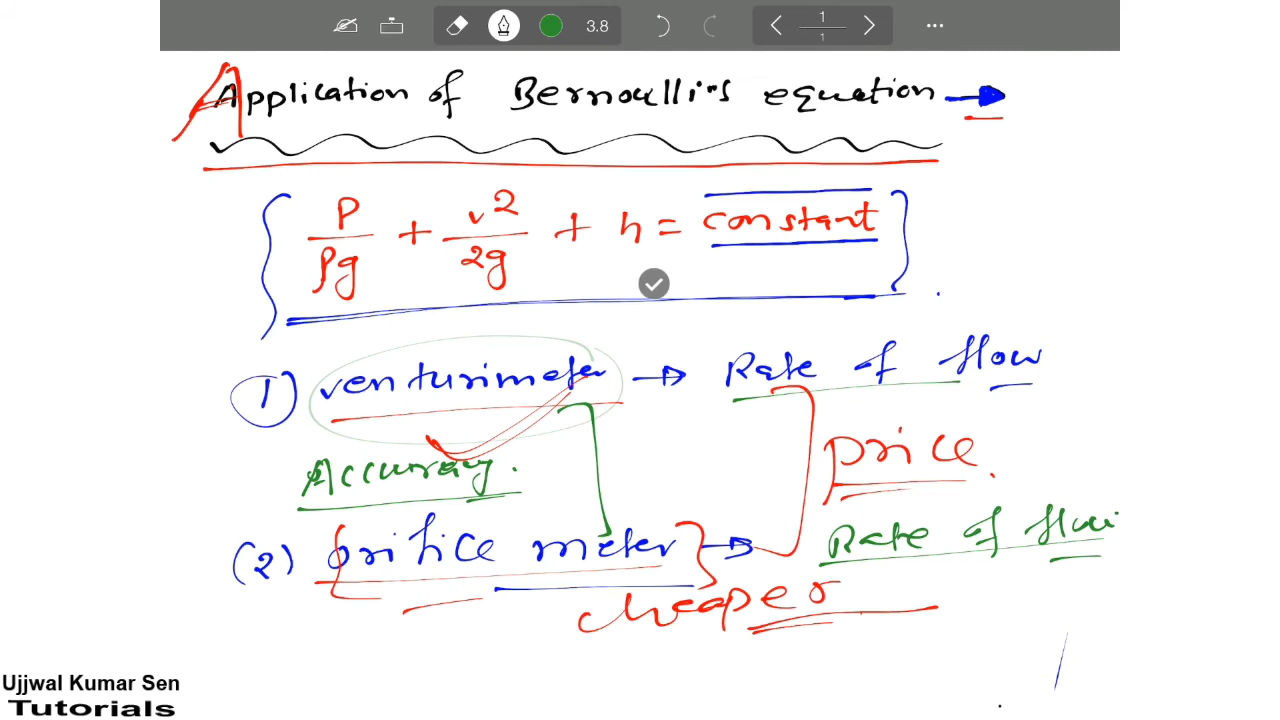 3.8
1
1
Application of Bernoulli's equation →
P/ρg + v²/2g + h = constant
1) venturimeter → Rate of flow
Accuracy.
price.
(2) orifice meter → Rate of flow
cheaper
Ujjwal Kumar Sen
Tutorials